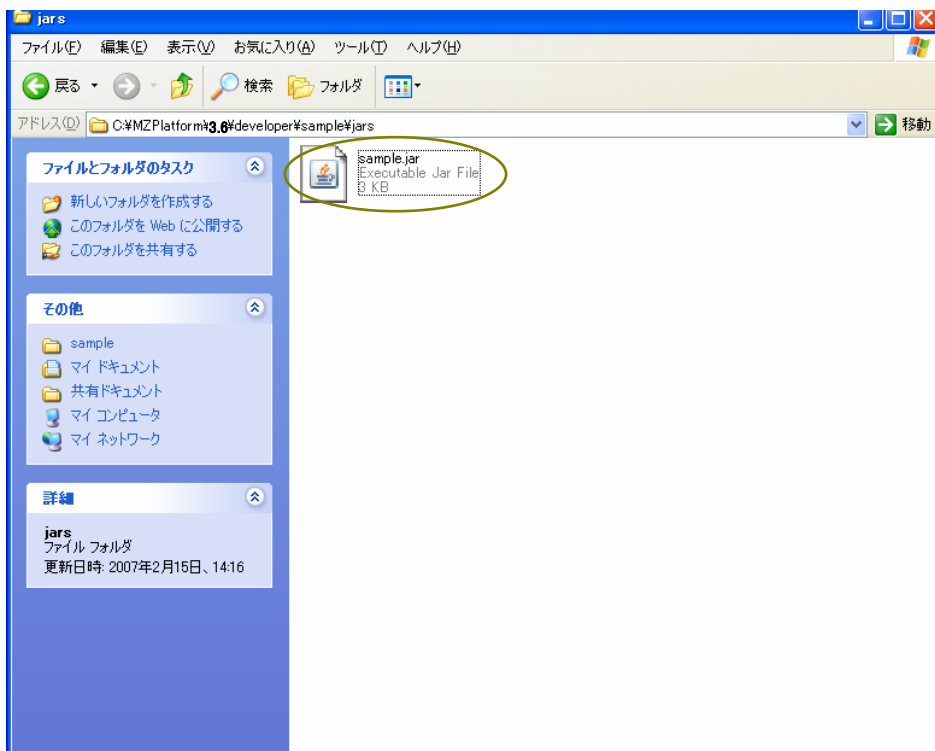 jars
ファイル(F) 編集(E) 表示(V) お気に入り(A) ツール(T) ヘルプ(H)
戻る 検索 フォルダ
アドレス(D) C:¥MZPlatform¥3.6¥developer¥sample¥jars 移動
ファイルとフォルダのタスク
新しいフォルダを作成する
このフォルダを Web に公開する
このフォルダを共有する
その他
sample
マイ ドキュメント
共有ドキュメント
マイ コンピュータ
マイ ネットワーク
詳細
jars
ファイル フォルダ
更新日時: 2007年2月15日、14:16
sample.jar
Executable Jar File
3 KB